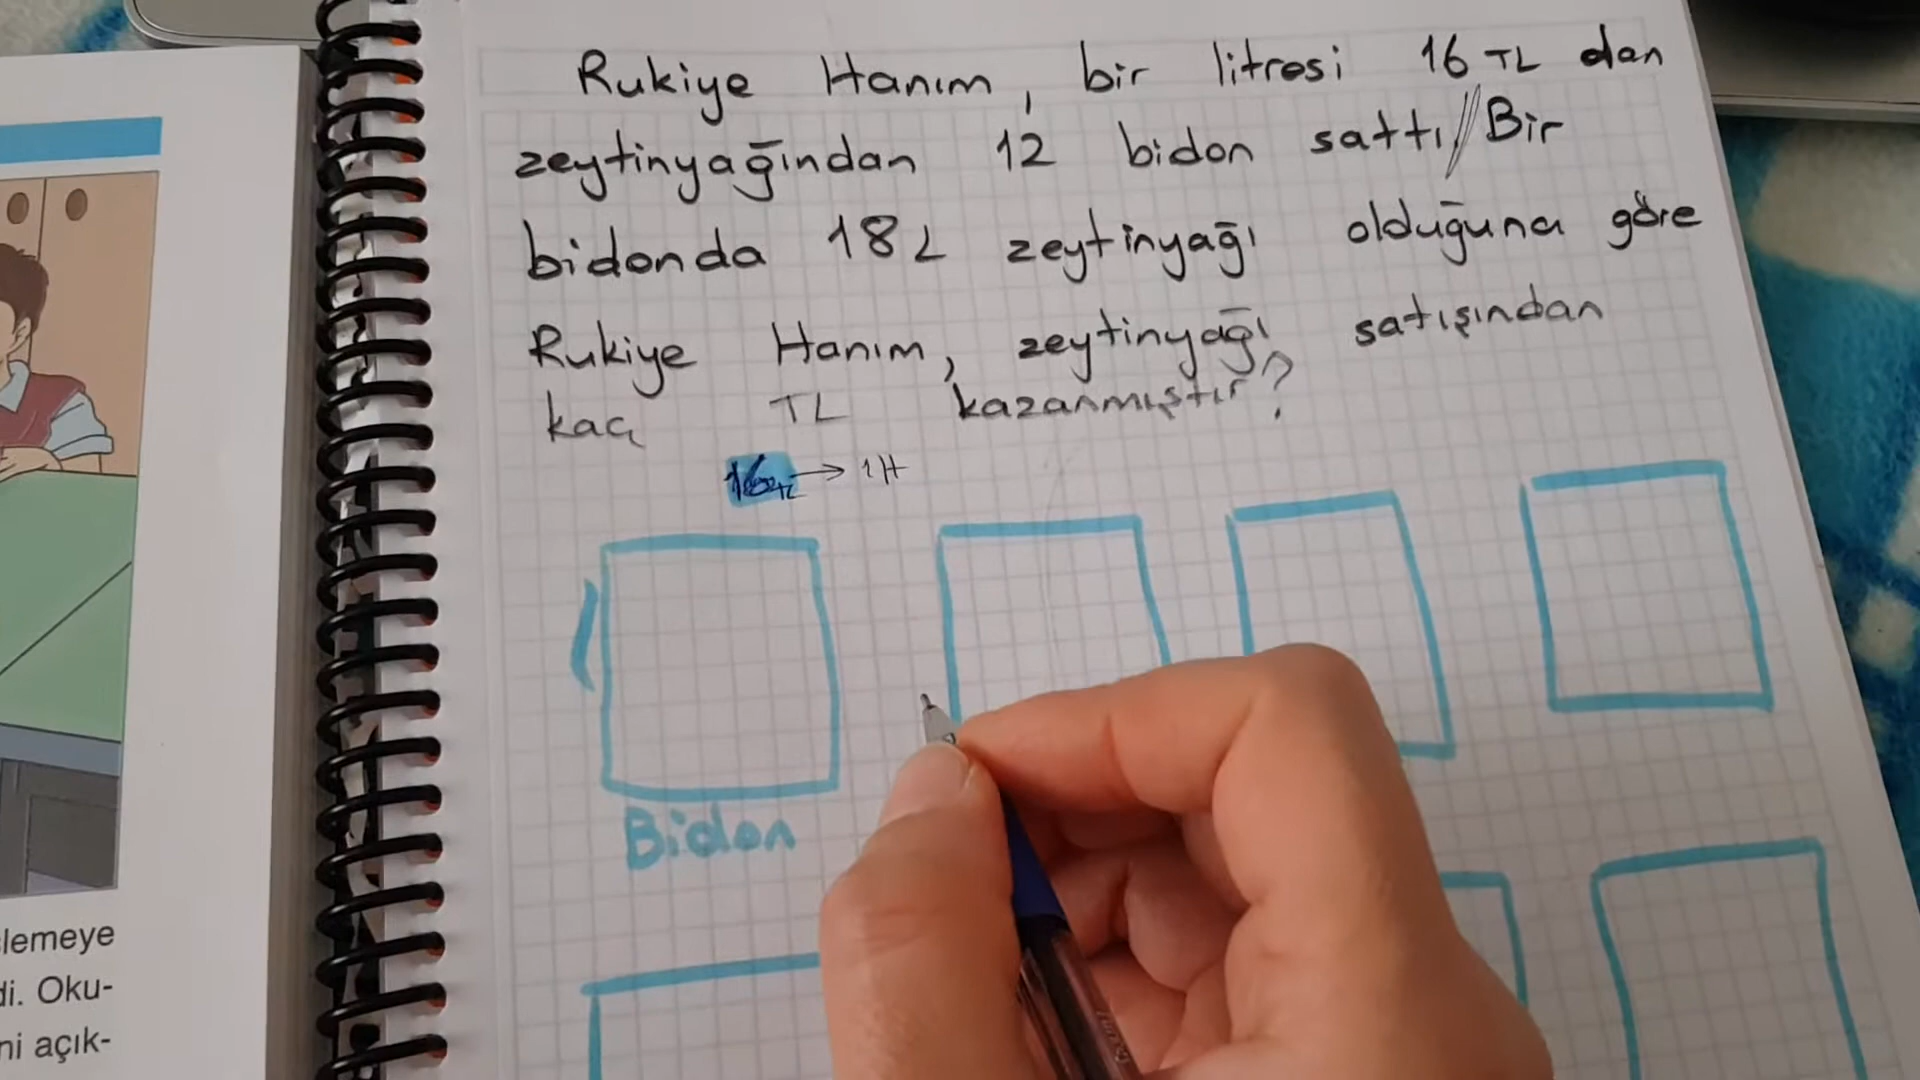 Rukiye Hanım, bir litresi 16 TL dan
zeytinyağından 12 bidon sattı // Bir
bidonda 18 L zeytinyağı olduğuna göre
Rukiye Hanım, zeytinyağı satışından
kaç TL kazanmıştır?
16 TL → 1 lt
Bidon
lemeye
di. Oku-
ni açık-